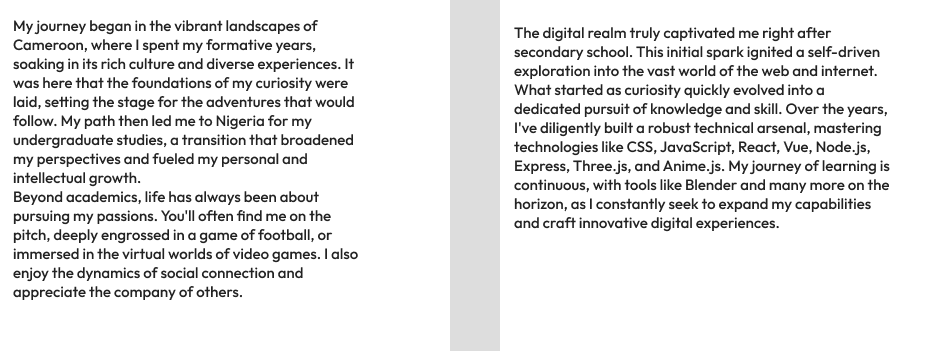 My journey began in the vibrant landscapes of
Cameroon, where I spent my formative years,
soaking in its rich culture and diverse experiences. It
was here that the foundations of my curiosity were
laid, setting the stage for the adventures that would
follow. My path then led me to Nigeria for my
undergraduate studies, a transition that broadened
my perspectives and fueled my personal and
intellectual growth.
Beyond academics, life has always been about
pursuing my passions. You'll often find me on the
pitch, deeply engrossed in a game of football, or
immersed in the virtual worlds of video games. I also
enjoy the dynamics of social connection and
appreciate the company of others.
The digital realm truly captivated me right after
secondary school. This initial spark ignited a self-driven
exploration into the vast world of the web and internet.
What started as curiosity quickly evolved into a
dedicated pursuit of knowledge and skill. Over the years,
I've diligently built a robust technical arsenal, mastering
technologies like CSS, JavaScript, React, Vue, Node.js,
Express, Three.js, and Anime.js. My journey of learning is
continuous, with tools like Blender and many more on the
horizon, as I constantly seek to expand my capabilities
and craft innovative digital experiences.